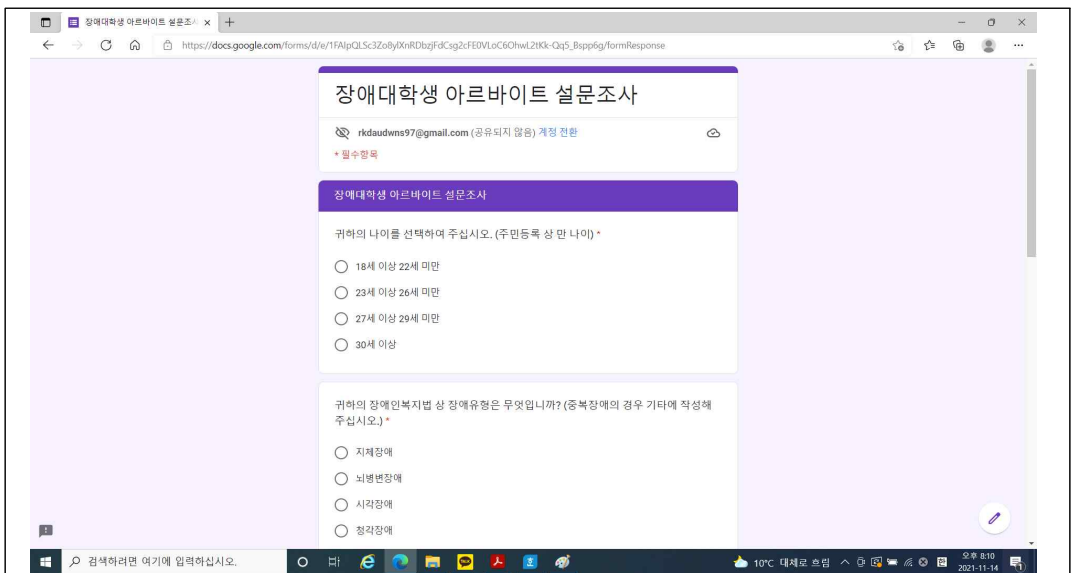 장애대학생 아르바이트 설문조사
https://docs.google.com/forms/d/e/1FAIpQLSc3Zo8yIXnRDbzjFdCsg2cFE0VLoC6OhwL2tKk-Qq5_Bspp6g/formResponse
장애대학생 아르바이트 설문조사
rkdaudwns97@gmail.com (공유되지 않음) 계정 전환
* 필수항목
장애대학생 아르바이트 설문조사
귀하의 나이를 선택하여 주십시오. (주민등록 상 만 나이) *
18세 이상 22세 미만
23세 이상 26세 미만
27세 이상 29세 미만
30세 이상
귀하의 장애인복지법 상 장애유형은 무엇입니까? (중복장애의 경우 기타에 작성해
주십시오.) *
지체장애
뇌병변장애
시각장애
청각장애
검색하려면 여기에 입력하십시오.
10°C 대체로 흐림
오후 8:10
2021-11-14